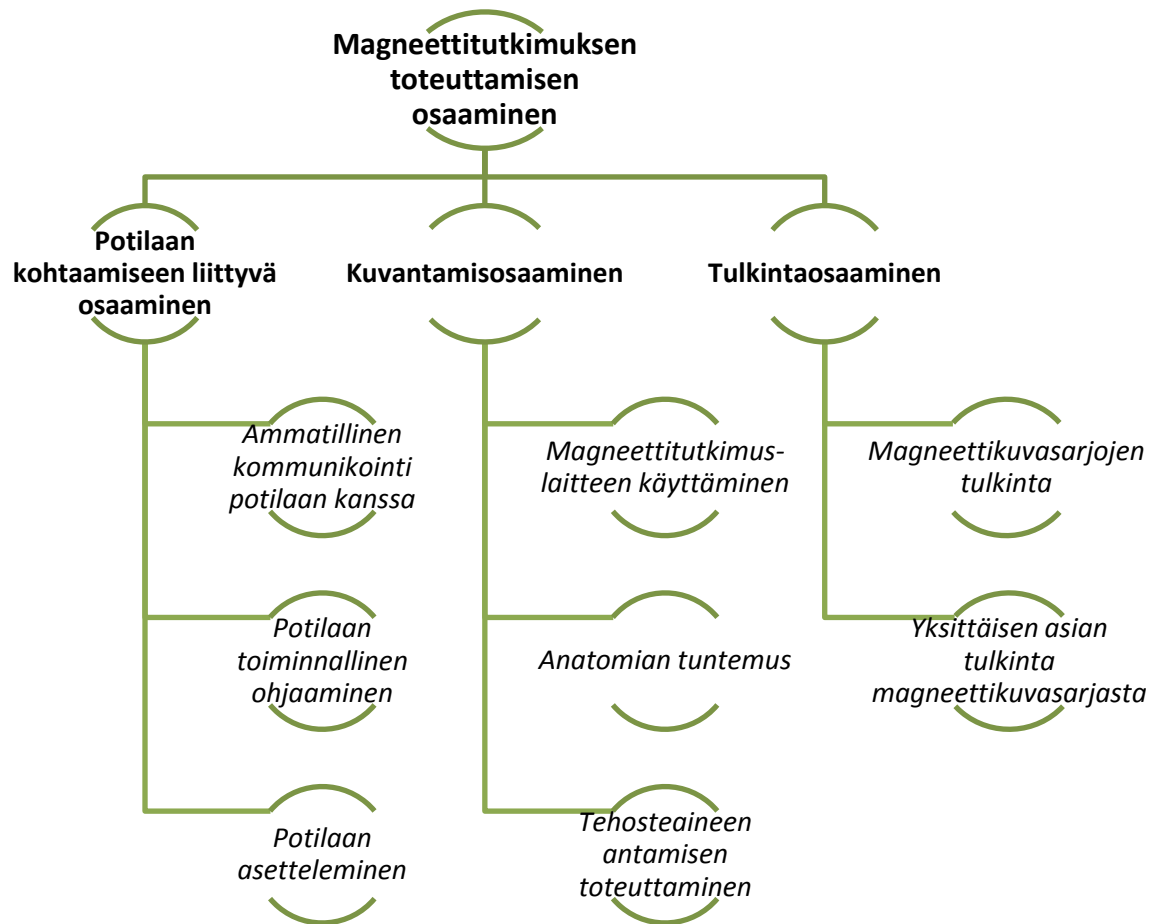 Magneettitutkimuksen
toteuttamisen
osaaminen
Potilaan
kohtaamiseen liittyvä
osaaminen
Kuvantamisosaaminen
Tulkintaosaaminen
Ammatillinen
kommunikointi
potilaan kanssa
Magneettitutkimus-
laitteen käyttäminen
Magneettikuvasarjojen
tulkinta
Potilaan
toiminnallinen
ohjaaminen
Anatomian tuntemus
Yksittäisen asian
tulkinta
magneettikuvasarjasta
Potilaan
asetteleminen
Tehosteaineen
antamisen
toteuttaminen